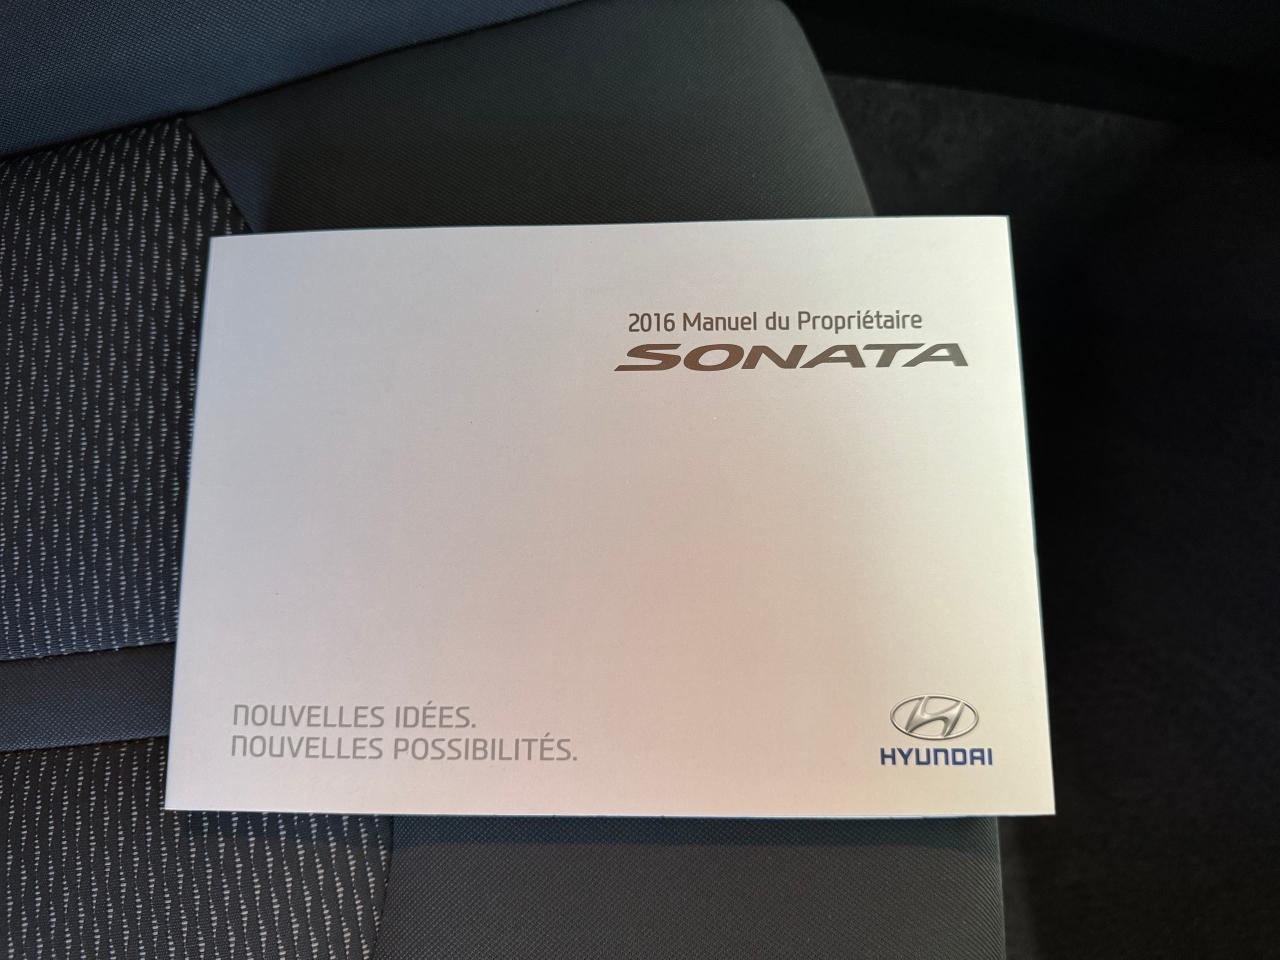 2016 Manuel du Propriétaire
SONATA
NOUVELLES IDÉES.
NOUVELLES POSSIBILITÉS.
HYUNDAI